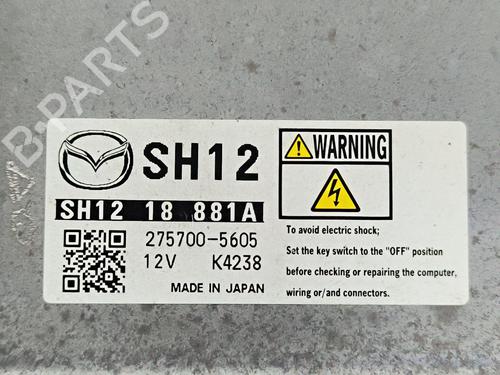 B-PARTS
SH12
SH12 18 881A
275700-5605
12V K4238
MADE IN JAPAN
WARNING
To avoid electric shock;
Set the key switch to the "OFF" position
before checking or repairing the computer,
wiring or/and connectors.